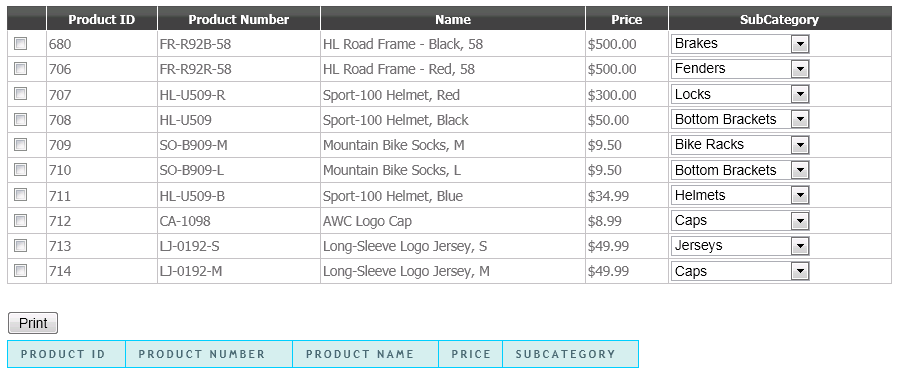 Product ID Product Number Name Price SubCategory
680 FR-R92B-58 HL Road Frame - Black, 58 $500.00 Brakes
706 FR-R92R-58 HL Road Frame - Red, 58 $500.00 Fenders
707 HL-U509-R Sport-100 Helmet, Red $300.00 Locks
708 HL-U509 Sport-100 Helmet, Black $50.00 Bottom Brackets
709 SO-B909-M Mountain Bike Socks, M $9.50 Bike Racks
710 SO-B909-L Mountain Bike Socks, L $9.50 Bottom Brackets
711 HL-U509-B Sport-100 Helmet, Blue $34.99 Helmets
712 CA-1098 AWC Logo Cap $8.99 Caps
713 LJ-0192-S Long-Sleeve Logo Jersey, S $49.99 Jerseys
714 LJ-0192-M Long-Sleeve Logo Jersey, M $49.99 Caps
Print
PRODUCT ID PRODUCT NUMBER PRODUCT NAME PRICE SUBCATEGORY